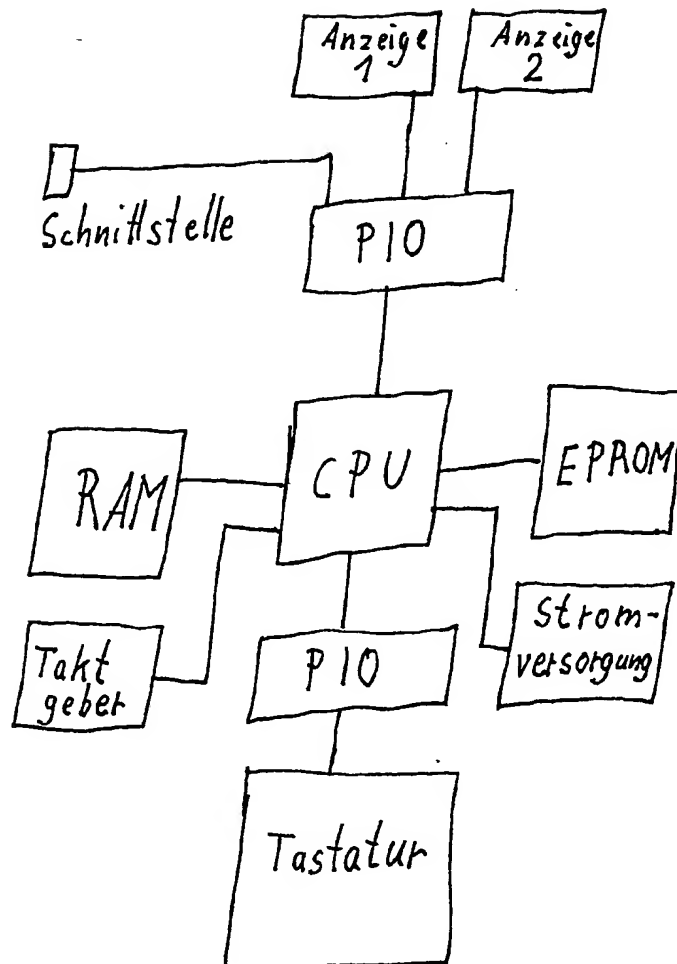 Anzeige
1
Anzeige
2
Schnittstelle
PIO
RAM
CPU
EPROM
Takt
geber
PIO
Strom-
versorgung
Tastatur